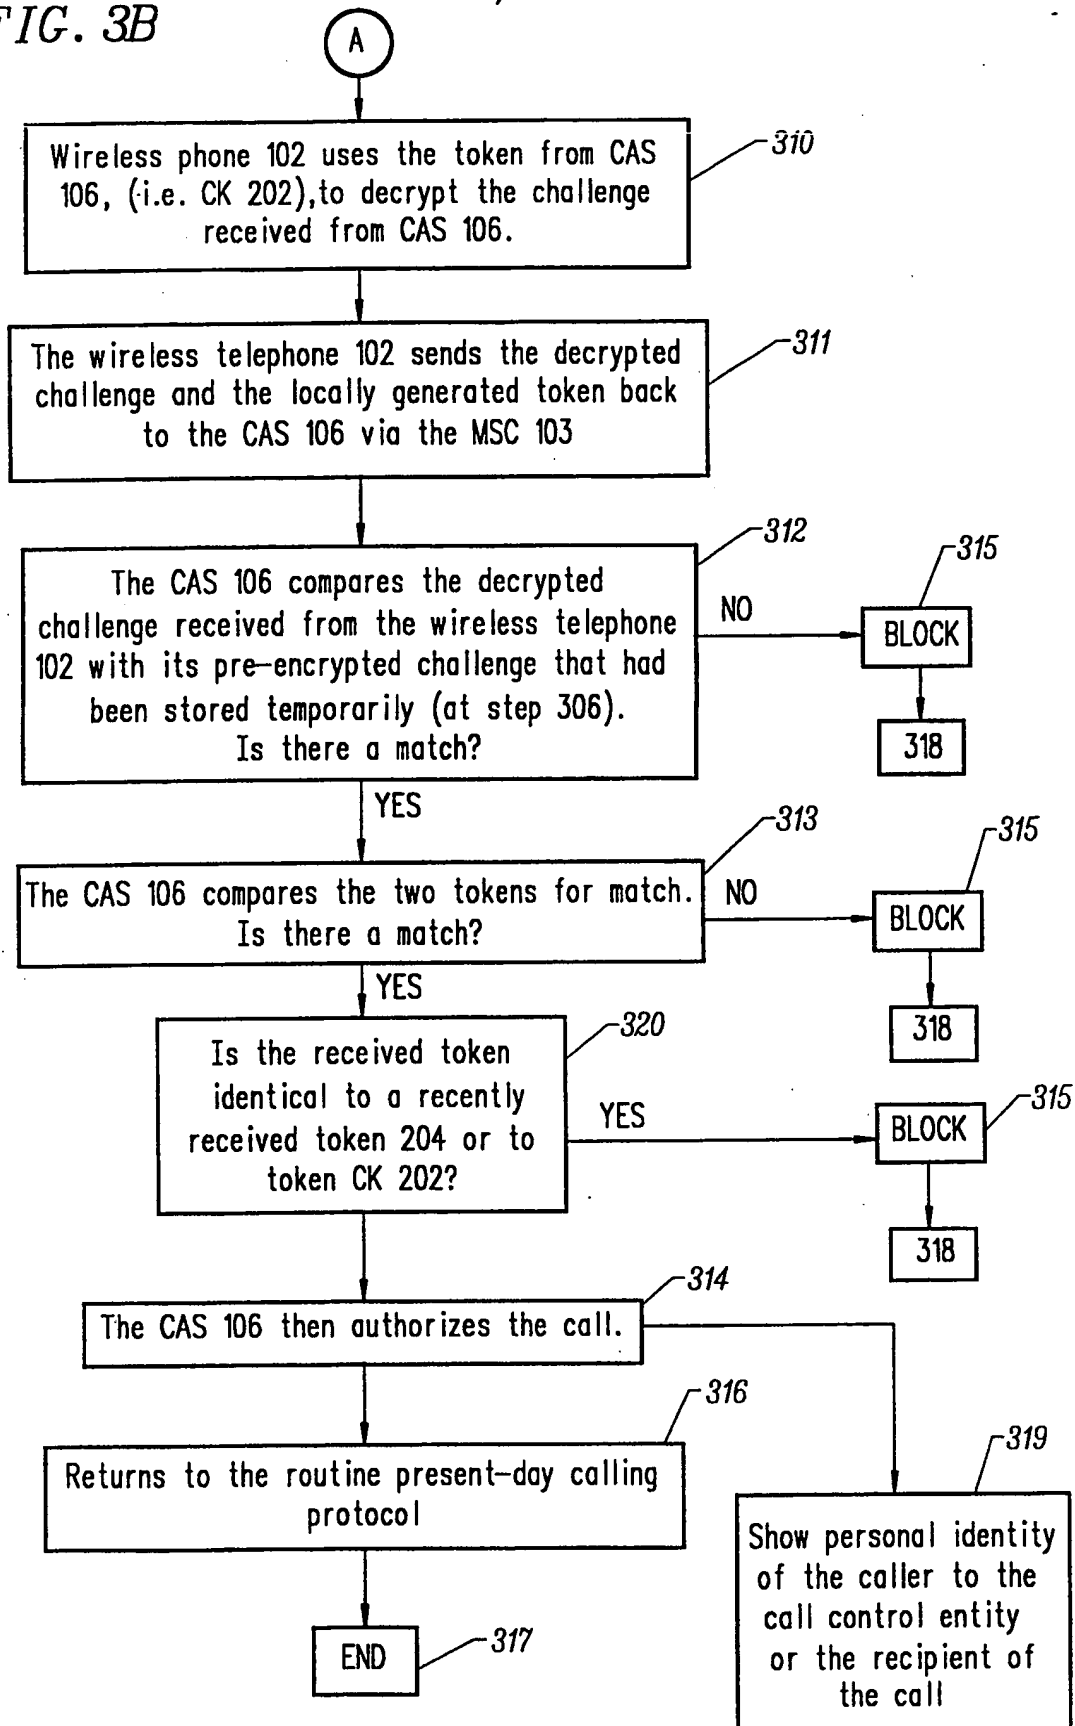 FIG. 3B
A
310
Wireless phone 102 uses the token from CAS
106, (i.e. CK 202),to decrypt the challenge
received from CAS 106.
311
The wireless telephone 102 sends the decrypted
challenge and the locally generated token back
to the CAS 106 via the MSC 103
312
The CAS 106 compares the decrypted
challenge received from the wireless telephone
102 with its pre-encrypted challenge that had
been stored temporarily (at step 306).
Is there a match?
NO
315
BLOCK
318
YES
313
The CAS 106 compares the two tokens for match.
Is there a match?
NO
315
BLOCK
318
YES
320
Is the received token
identical to a recently
received token 204 or to
token CK 202?
YES
315
BLOCK
318
314
The CAS 106 then authorizes the call.
316
Returns to the routine present-day calling
protocol
319
Show personal identity
of the caller to the
call control entity
or the recipient of
the call
END
317